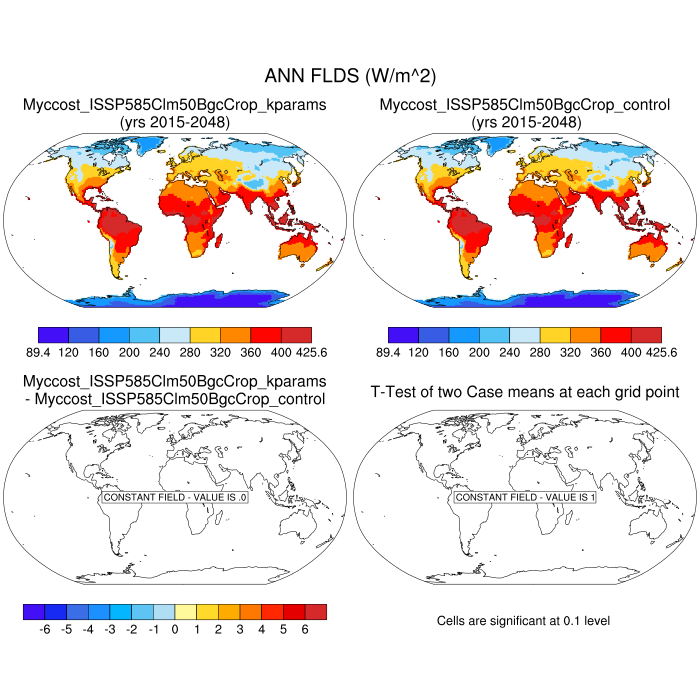 ANN FLDS (W/m^2)
Myccost_ISSP585Clm50BgcCrop_kparams
(yrs 2015-2048)
Myccost_ISSP585Clm50BgcCrop_control
(yrs 2015-2048)
89.4 120 160 200 240 280 320 360 400 425.6
89.4 120 160 200 240 280 320 360 400 425.6
Myccost_ISSP585Clm50BgcCrop_kparams
- Myccost_ISSP585Clm50BgcCrop_control
T-Test of two Case means at each grid point
CONSTANT FIELD - VALUE IS .0
CONSTANT FIELD - VALUE IS 1
-6 -5 -4 -3 -2 -1 0 1 2 3 4 5 6
Cells are significant at 0.1 level